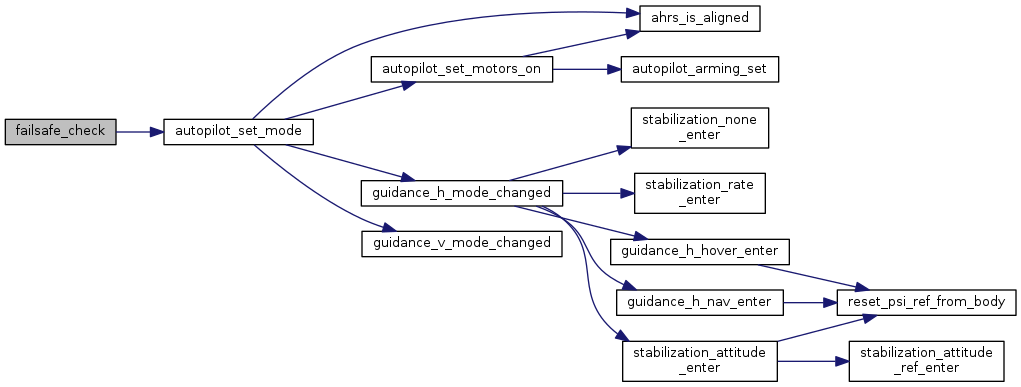 failsafe_check
autopilot_set_mode
ahrs_is_aligned
autopilot_set_motors_on
autopilot_arming_set
guidance_h_mode_changed
stabilization_none
_enter
stabilization_rate
_enter
guidance_h_hover_enter
guidance_v_mode_changed
guidance_h_nav_enter
reset_psi_ref_from_body
stabilization_attitude
_enter
stabilization_attitude
_ref_enter